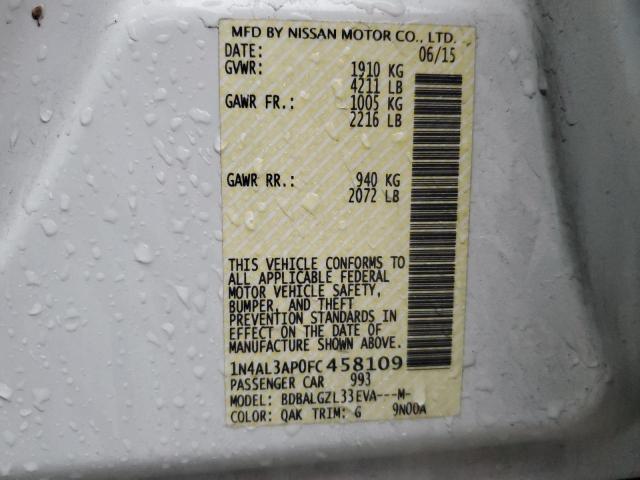 MFD BY NISSAN MOTOR CO., LTD.
DATE: 06/15
GVWR: 1910 KG
4211 LB
GAWR FR.: 1005 KG
2216 LB
GAWR RR.: 940 KG
2072 LB
THIS VEHICLE CONFORMS TO
ALL APPLICABLE FEDERAL
MOTOR VEHICLE SAFETY,
BUMPER, AND THEFT
PREVENTION STANDARDS IN
EFFECT ON THE DATE OF
MANUFACTURE SHOWN ABOVE.
1N4AL3AP0FC458109
PASSENGER CAR 993
MODEL: BDBALGZL33EVA---M-
COLOR: QAK TRIM: G 9N00A